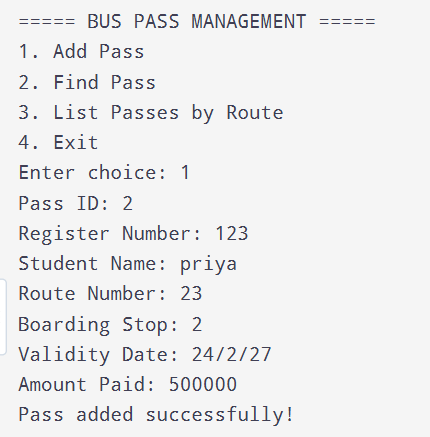 ===== BUS PASS MANAGEMENT =====
1. Add Pass
2. Find Pass
3. List Passes by Route
4. Exit
Enter choice: 1
Pass ID: 2
Register Number: 123
Student Name: priya
Route Number: 23
Boarding Stop: 2
Validity Date: 24/2/27
Amount Paid: 500000
Pass added successfully!